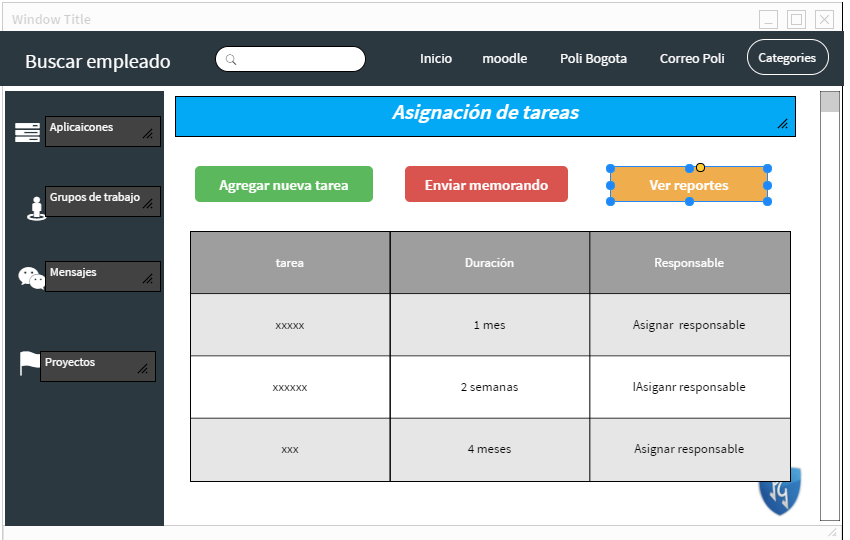 Window Title
Buscar empleado
Inicio
moodle
Poli Bogota
Correo Poli
Categories
Aplicaicones
Grupos de trabajo
Mensajes
Proyectos
Asignación de tareas
Agregar nueva tarea
Enviar memorando
Ver reportes
tarea
Duración
Responsable
xxxxx
1 mes
Asignar responsable
xxxxxx
2 semanas
IAsiganr responsable
xxx
4 meses
Asignar responsable